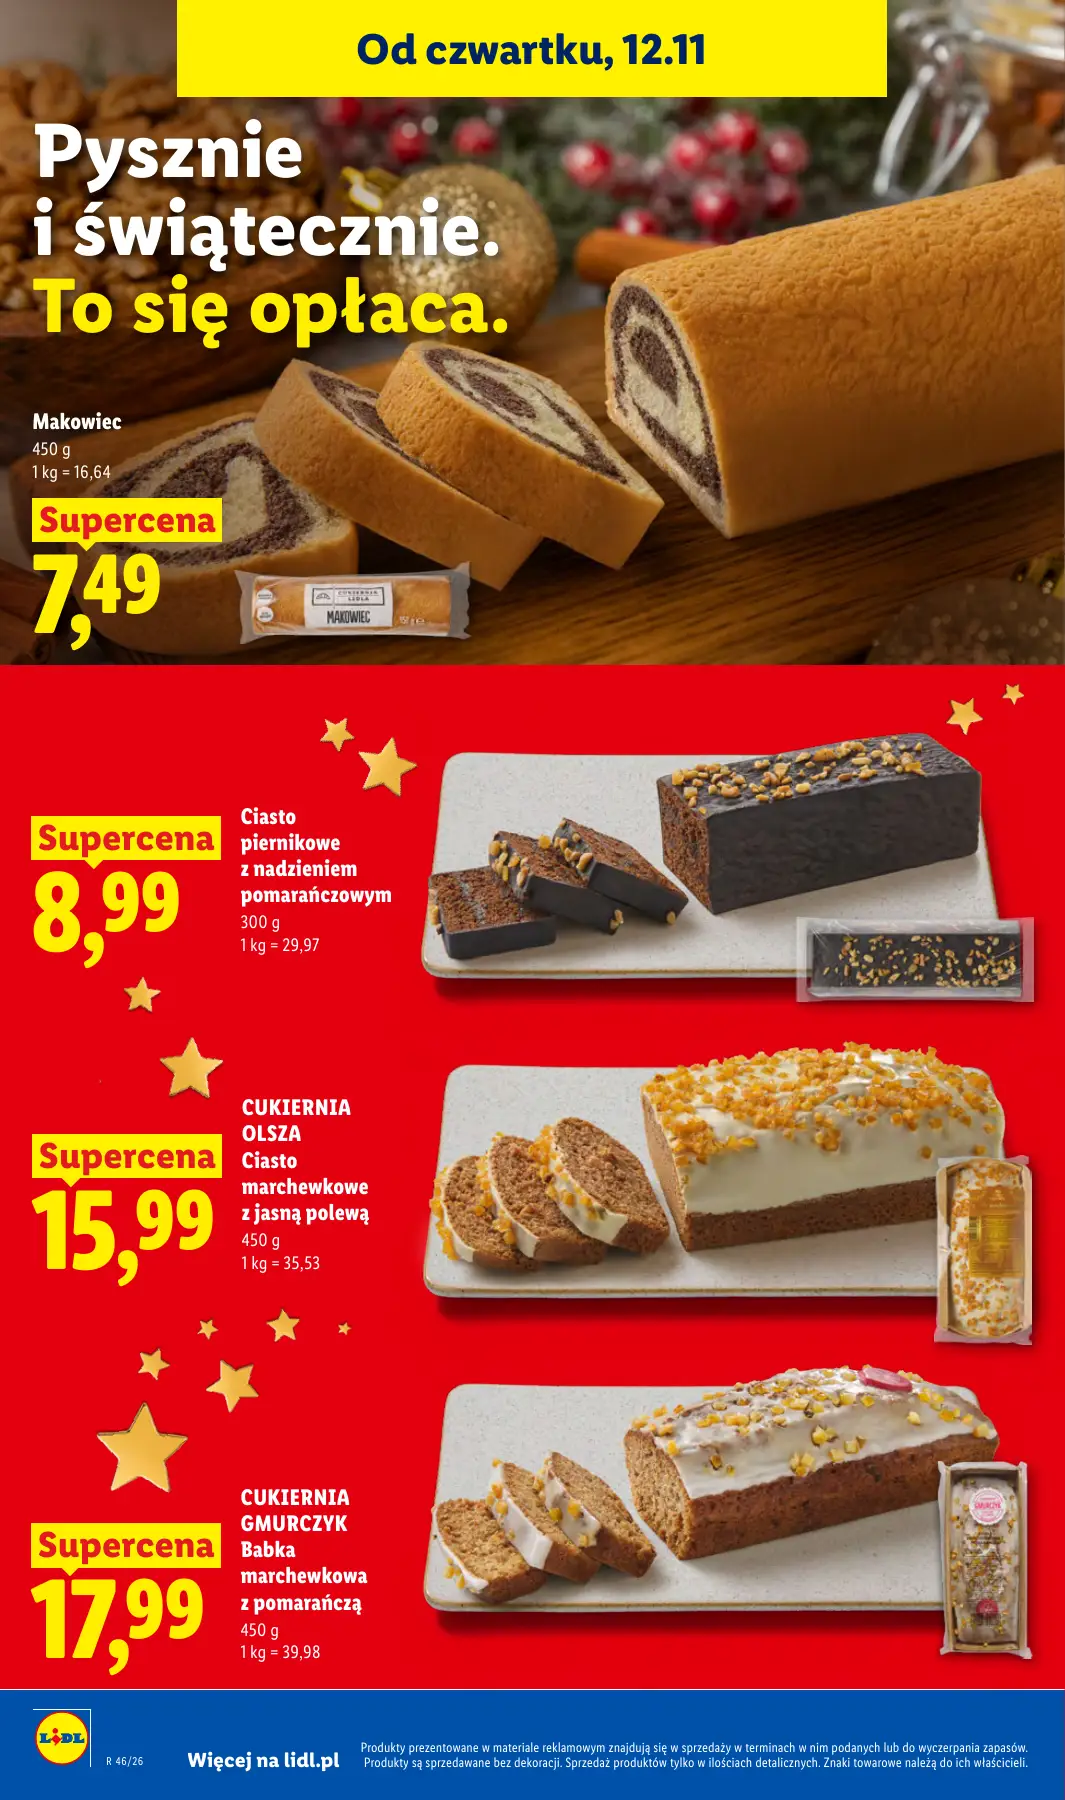 Od czwartku, 12.11
Pysznie
i świątecznie.
To się opłaca.
Makowiec
450 g
1 kg = 16,64
Supercena
7,49
CUKIERNIA
LIDLA
MAKOWIEC
Ciasto
piernikowe
z nadzieniem
pomarańczowym
300 g
1 kg = 29,97
Supercena
8,99
CUKIERNIA
OLSZA
Ciasto
marchewkowe
z jasną polewą
450 g
1 kg = 35,53
Supercena
15,99
CUKIERNIA
GMURCZYK
Babka
marchewkowa
z pomarańczą
450 g
1 kg = 39,98
Supercena
17,99
GMURCZYK
LIDL
R 46/26
Więcej na lidl.pl
Produkty prezentowane w materiale reklamowym znajdują się w sprzedaży w terminach w nim podanych lub do wyczerpania zapasów.
Produkty są sprzedawane bez dekoracji. Sprzedaż produktów tylko w ilościach detalicznych. Znaki towarowe należą do ich właścicieli.